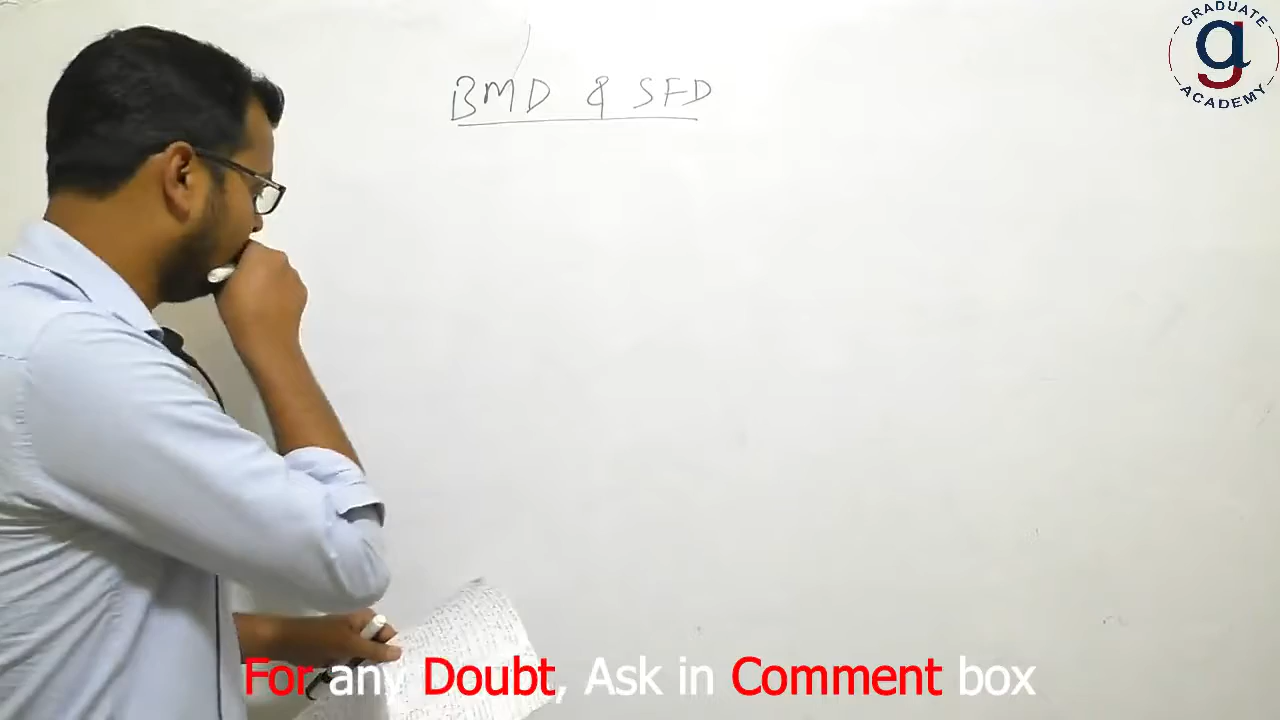 GRADUATE
g
ACADEMY
BMD & SFD
For any Doubt, Ask in Comment box